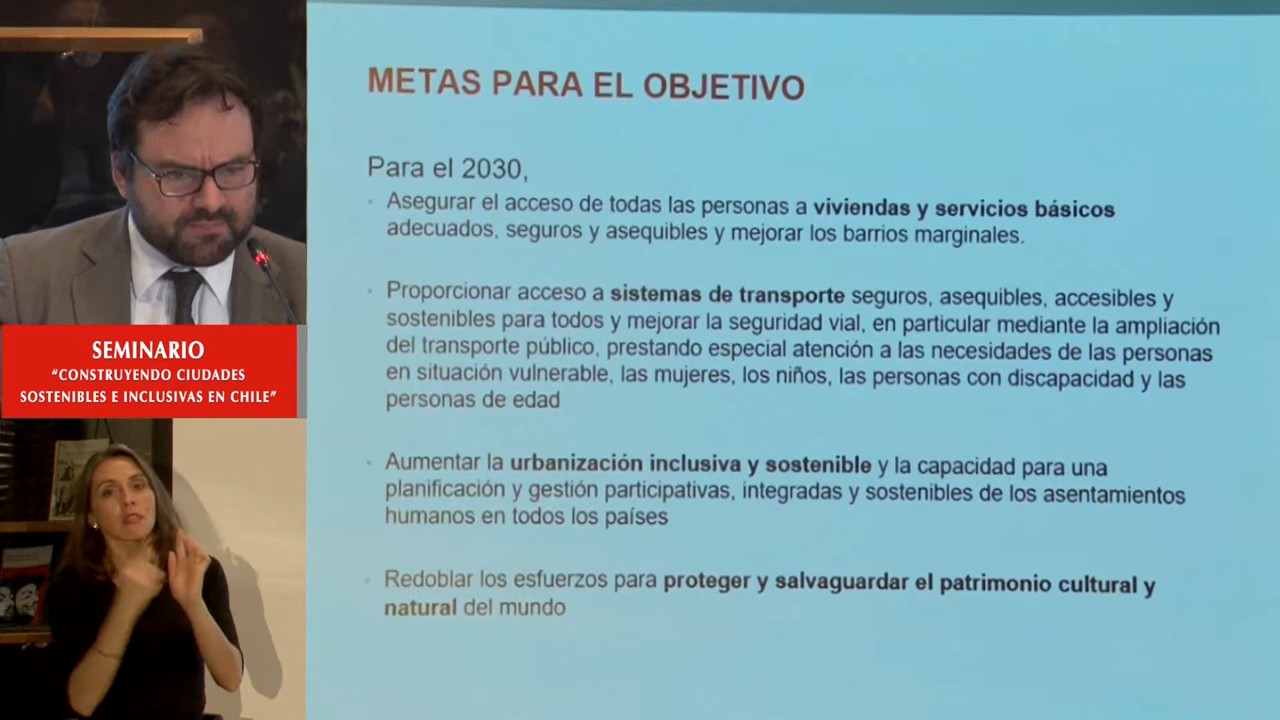 METAS PARA EL OBJETIVO
Para el 2030,
Asegurar el acceso de todas las personas a viviendas y servicios básicos
adecuados, seguros y asequibles y mejorar los barrios marginales.
Proporcionar acceso a sistemas de transporte seguros, asequibles, accesibles y
sostenibles para todos y mejorar la seguridad vial, en particular mediante la ampliación
del transporte público, prestando especial atención a las necesidades de las personas
en situación vulnerable, las mujeres, los niños, las personas con discapacidad y las
personas de edad
Aumentar la urbanización inclusiva y sostenible y la capacidad para una
planificación y gestión participativas, integradas y sostenibles de los asentamientos
humanos en todos los países
Redoblar los esfuerzos para proteger y salvaguardar el patrimonio cultural y
natural del mundo
SEMINARIO
“CONSTRUYENDO CIUDADES
SOSTENIBLES E INCLUSIVAS EN CHILE”